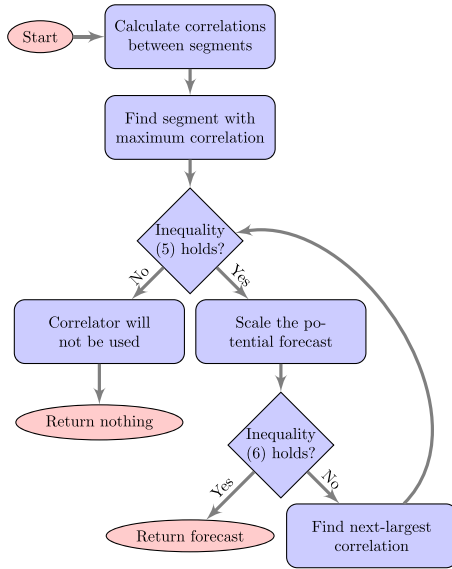 Start
Calculate correlations
between segments
Find segment with
maximum correlation
Inequality
(5) holds?
No
Yes
Correlator will
not be used
Scale the po-
tential forecast
Return nothing
Inequality
(6) holds?
Yes
No
Return forecast
Find next-largest
correlation